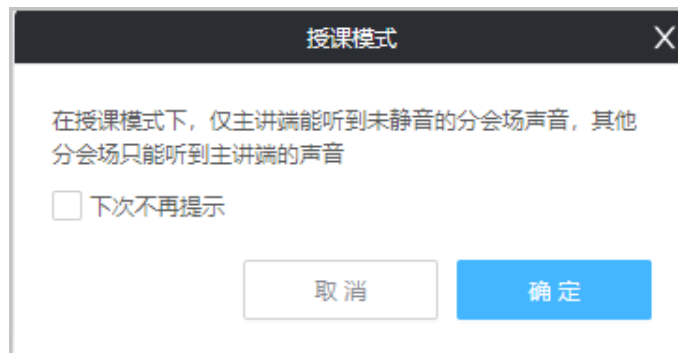 授课模式
在授课模式下，仅主讲端能听到未静音的分会场声音，其他
分会场只能听到主讲端的声音
下次不再提示
取消
确定